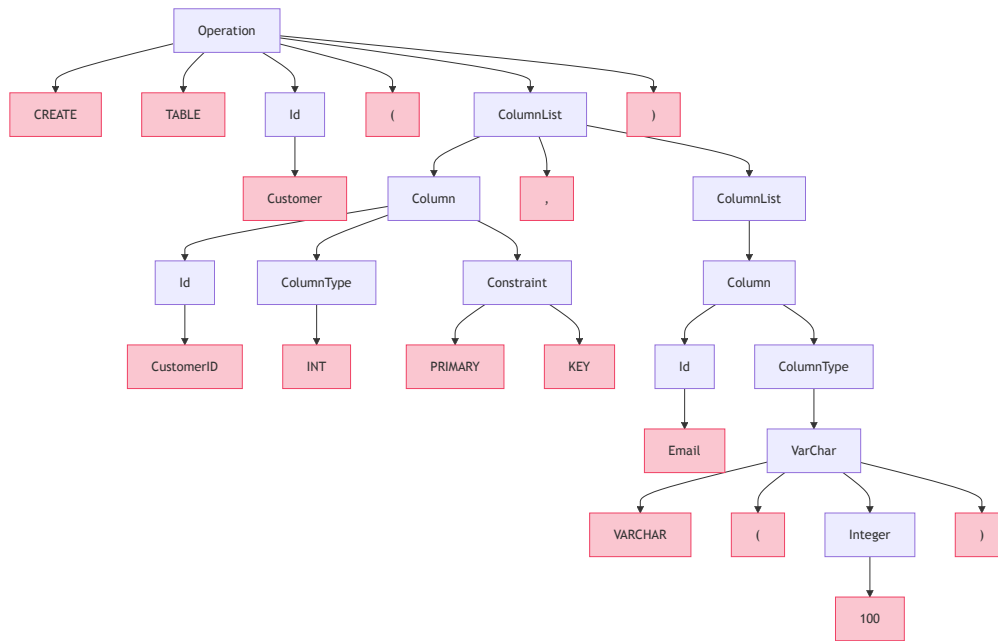 Operation
CREATE
TABLE
Id
(
ColumnList
)
Customer
Column
,
ColumnList
Id
ColumnType
Constraint
Column
CustomerID
INT
PRIMARY
KEY
Id
ColumnType
Email
VarChar
VARCHAR
(
Integer
)
100